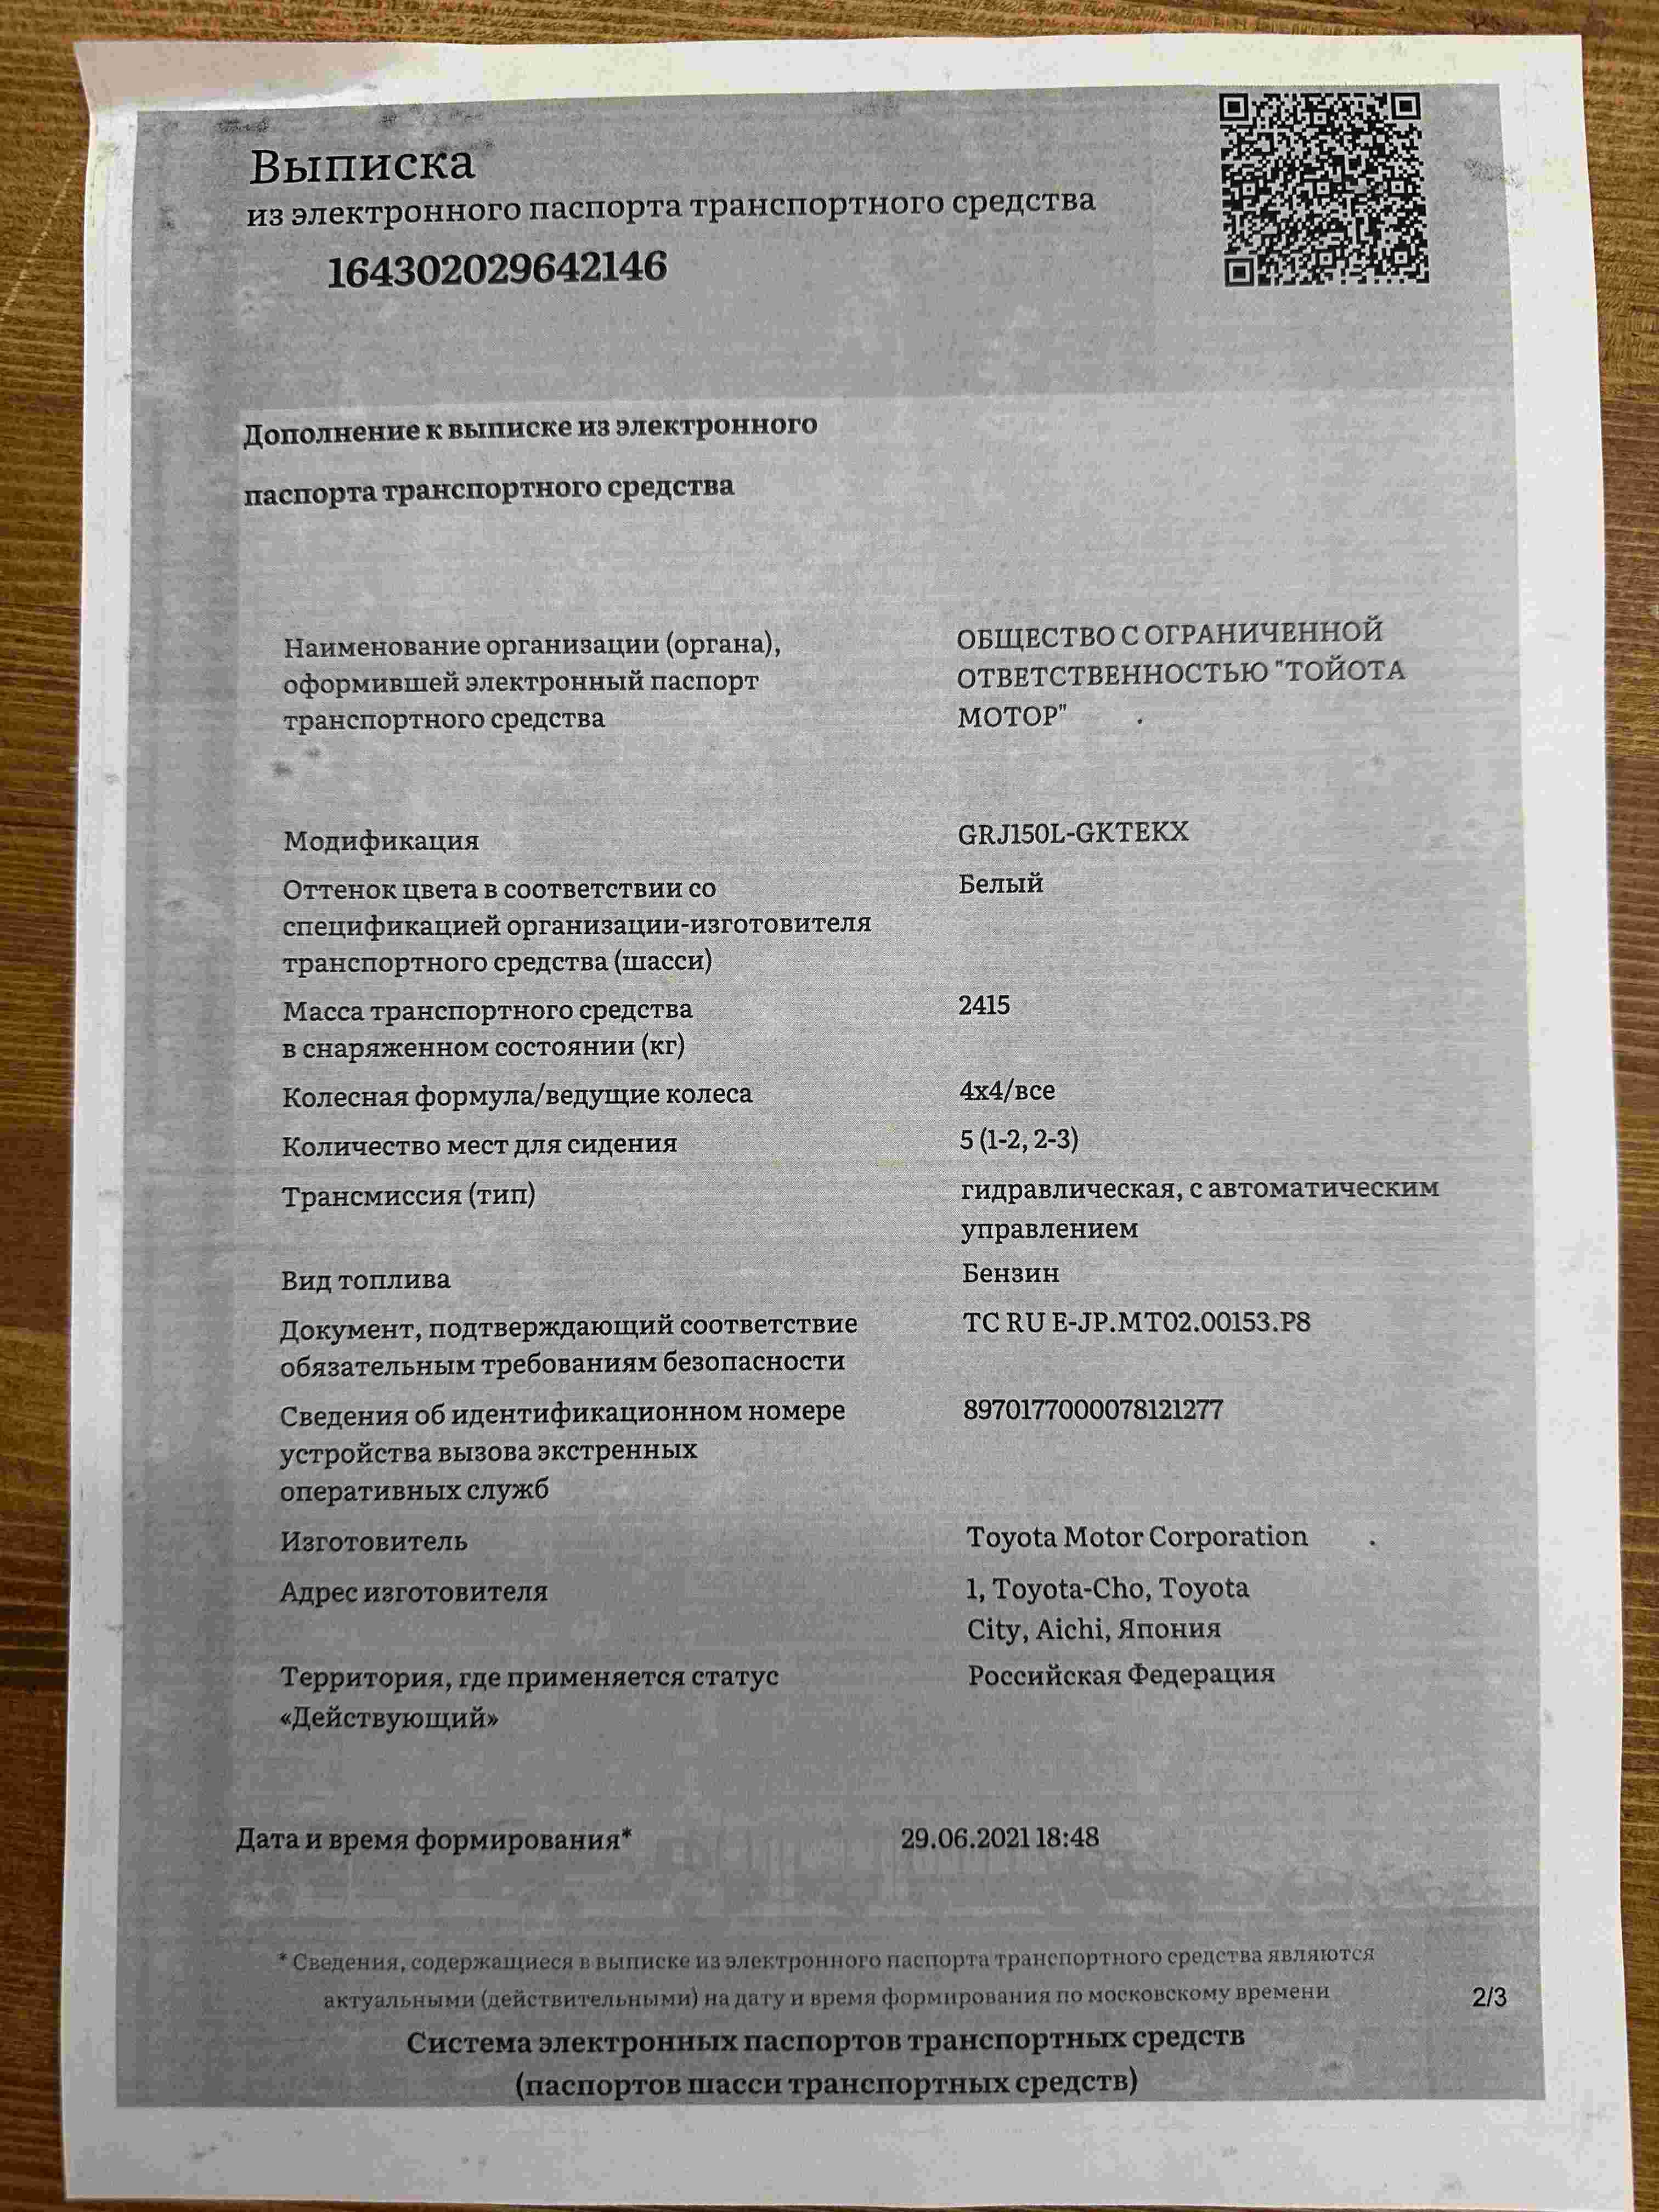 Выписка
из электронного паспорта транспортного средства
164302029642146
Дополнение к выписке из электронного
паспорта транспортного средства
Наименование организации (органа),
оформившей электронный паспорт
транспортного средства
ОБЩЕСТВО С ОГРАНИЧЕННОЙ
ОТВЕТСТВЕННОСТЬЮ "ТОЙОТА
МОТОР"
Модификация
GRJ150L-GKTEKX
Оттенок цвета в соответствии со
спецификацией организации-изготовителя
транспортного средства (шасси)
Белый
Масса транспортного средства
в снаряженном состоянии (кг)
2415
Колесная формула/ведущие колеса
4x4/все
Количество мест для сидения
5 (1-2, 2-3)
Трансмиссия (тип)
гидравлическая, с автоматическим
управлением
Вид топлива
Бензин
Документ, подтверждающий соответствие
обязательным требованиям безопасности
ТС RU E-JP.MT02.00153.P8
Сведения об идентификационном номере
устройства вызова экстренных
оперативных служб
8970177000078121277
Изготовитель
Toyota Motor Corporation
Адрес изготовителя
1, Toyota-Cho, Toyota
City, Aichi, Япония
Территория, где применяется статус
«Действующий»
Российская Федерация
Дата и время формирования*
29.06.2021 18:48
* Сведения, содержащиеся в выписке из электронного паспорта транспортного средства являются
актуальными (действительными) на дату и время формирования по московскому времени
2/3
Система электронных паспортов транспортных средств
(паспортов шасси транспортных средств)